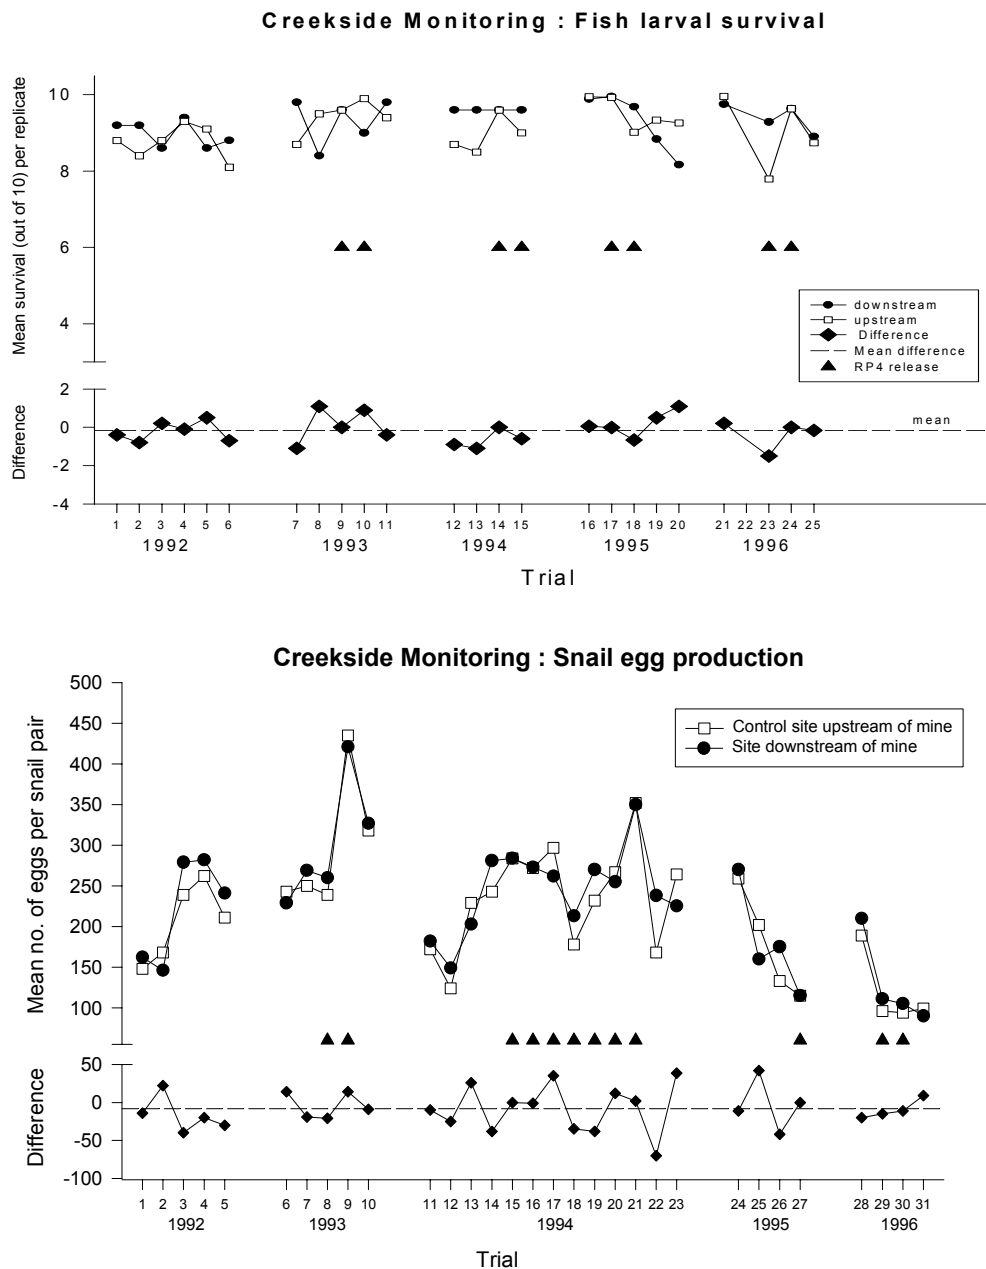 Creekside Monitoring : Fish larval survival
Mean survival (out of 10) per replicate
10
8
6
4
downstream
upstream
Difference
Mean difference
RP4 release
Difference
2
0
-2
-4
mean
1 2 3 4 5 6 7 8 9 10 11 12 13 14 15 16 17 18 19 20 21 22 23 24 25
1992 1993 1994 1995 1996
Trial
Creekside Monitoring : Snail egg production
Mean no. of eggs per snail pair
500
450
400
350
300
250
200
150
100
Control site upstream of mine
Site downstream of mine
Difference
50
0
-50
-100
1 2 3 4 5 6 7 8 9 10 11 12 13 14 15 16 17 18 19 20 21 22 23 24 25 26 27 28 29 30 31
1992 1993 1994 1995 1996
Trial